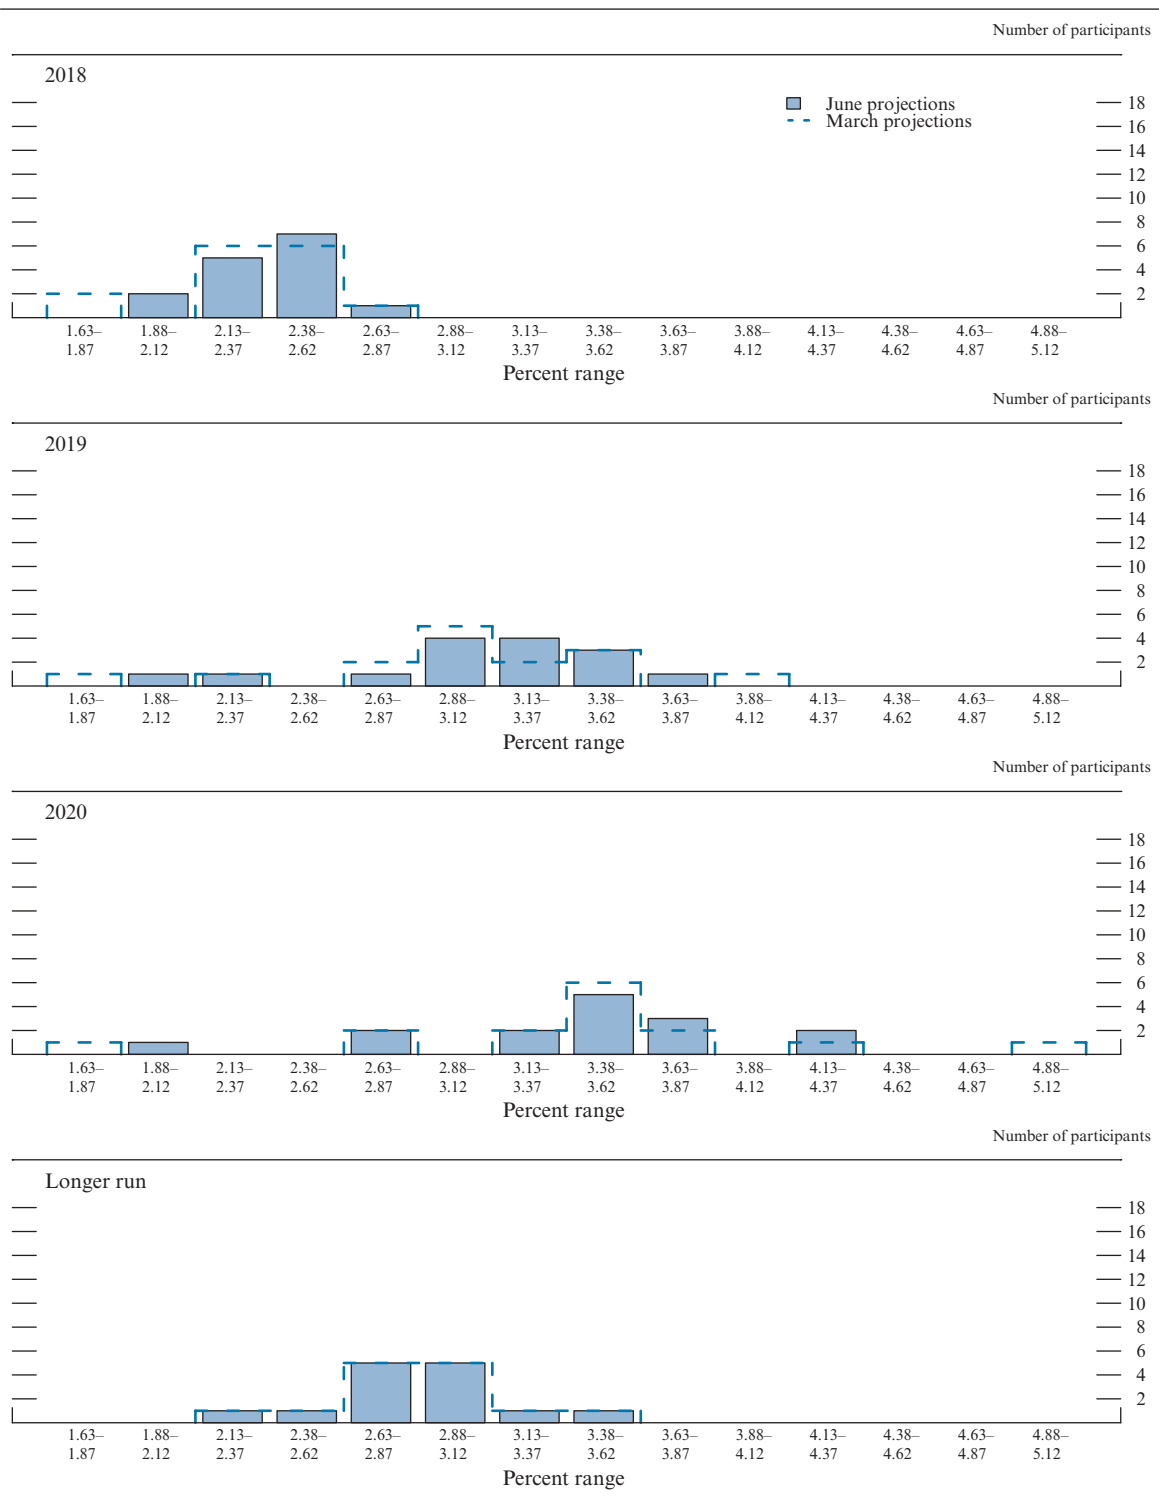 Number of participants
2018
June projections
March projections
18
16
14
12
10
8
6
4
2
1.63– 1.88– 2.13– 2.38– 2.63– 2.88– 3.13– 3.38– 3.63– 3.88– 4.13– 4.38– 4.63– 4.88–
1.87 2.12 2.37 2.62 2.87 3.12 3.37 3.62 3.87 4.12 4.37 4.62 4.87 5.12
Percent range
Number of participants
2019
18
16
14
12
10
8
6
4
2
1.63– 1.88– 2.13– 2.38– 2.63– 2.88– 3.13– 3.38– 3.63– 3.88– 4.13– 4.38– 4.63– 4.88–
1.87 2.12 2.37 2.62 2.87 3.12 3.37 3.62 3.87 4.12 4.37 4.62 4.87 5.12
Percent range
Number of participants
2020
18
16
14
12
10
8
6
4
2
1.63– 1.88– 2.13– 2.38– 2.63– 2.88– 3.13– 3.38– 3.63– 3.88– 4.13– 4.38– 4.63– 4.88–
1.87 2.12 2.37 2.62 2.87 3.12 3.37 3.62 3.87 4.12 4.37 4.62 4.87 5.12
Percent range
Number of participants
Longer run
18
16
14
12
10
8
6
4
2
1.63– 1.88– 2.13– 2.38– 2.63– 2.88– 3.13– 3.38– 3.63– 3.88– 4.13– 4.38– 4.63– 4.88–
1.87 2.12 2.37 2.62 2.87 3.12 3.37 3.62 3.87 4.12 4.37 4.62 4.87 5.12
Percent range